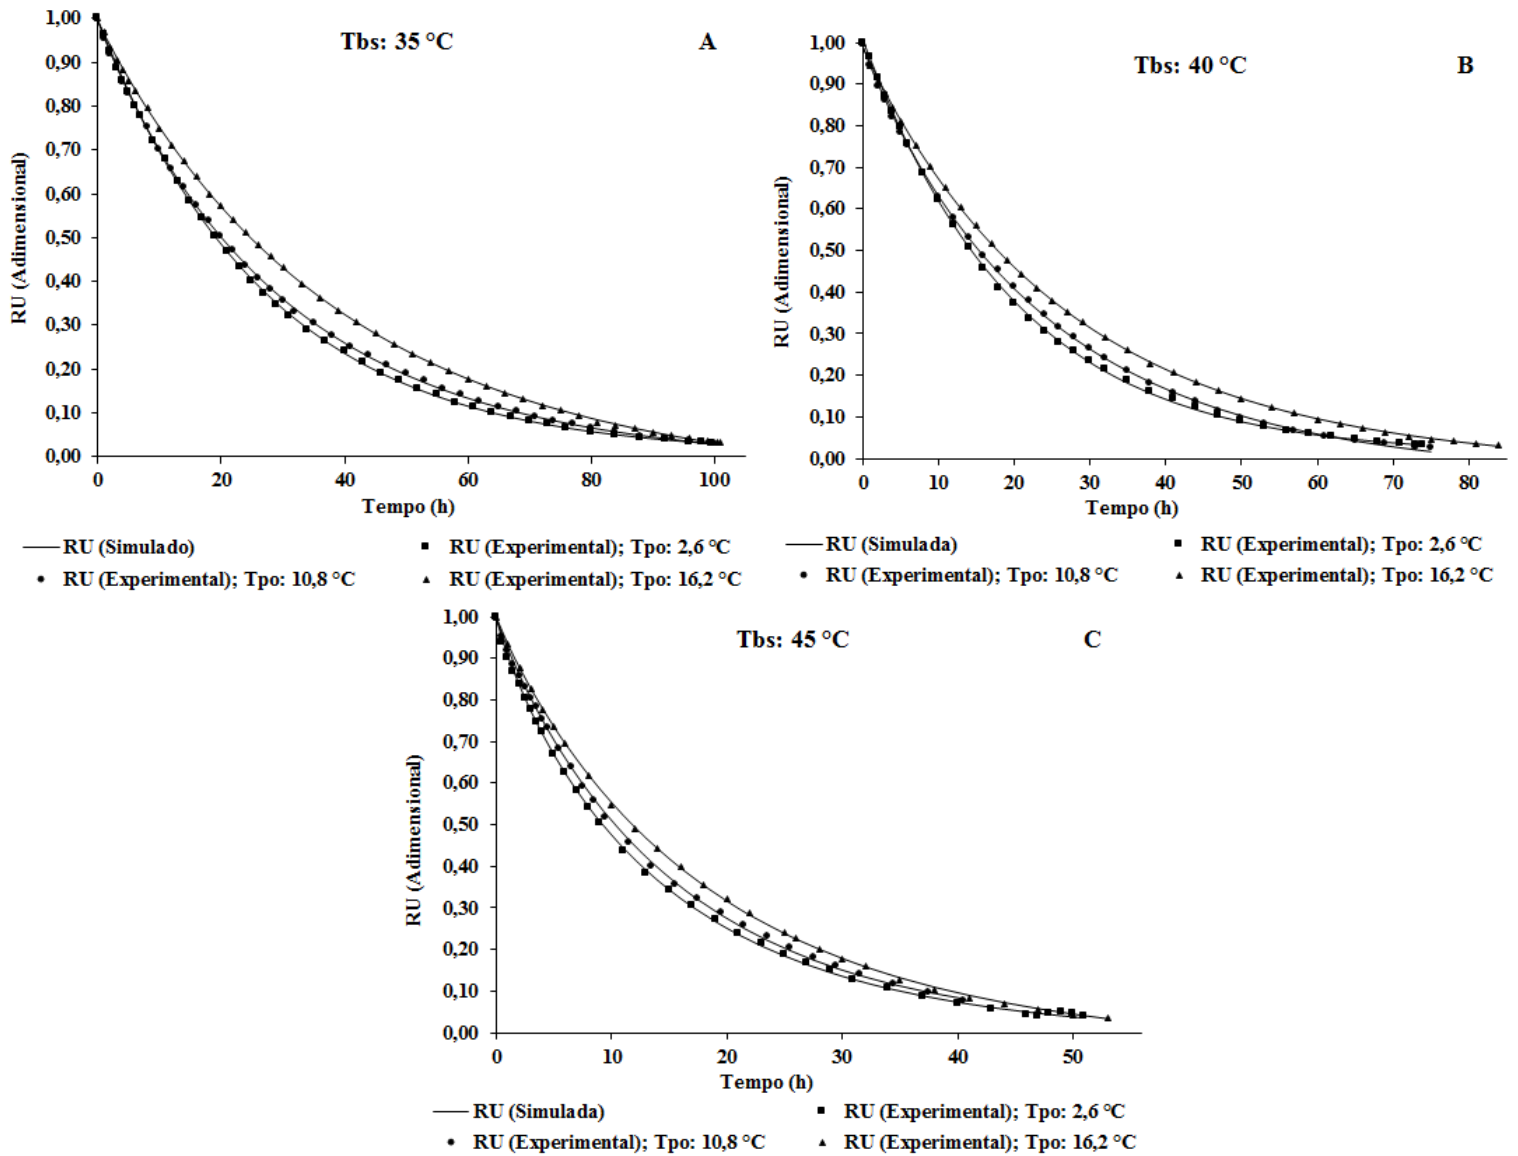 Tbs: 35 °C
A
RU (Adimensional)
1,00
0,90
0,80
0,70
0,60
0,50
0,40
0,30
0,20
0,10
0,00
0 20 40 60 80 100
Tempo (h)
RU (Simulado)
RU (Experimental); Tpo: 2,6 °C
RU (Experimental); Tpo: 10,8 °C
RU (Experimental); Tpo: 16,2 °C
Tbs: 40 °C
B
RU (Adimensional)
1,00
0,90
0,80
0,70
0,60
0,50
0,40
0,30
0,20
0,10
0,00
0 10 20 30 40 50 60 70 80
Tempo (h)
RU (Simulada)
RU (Experimental); Tpo: 2,6 °C
RU (Experimental); Tpo: 10,8 °C
RU (Experimental); Tpo: 16,2 °C
Tbs: 45 °C
C
RU (Adimensional)
1,00
0,90
0,80
0,70
0,60
0,50
0,40
0,30
0,20
0,10
0,00
0 10 20 30 40 50
Tempo (h)
RU (Simulada)
RU (Experimental); Tpo: 2,6 °C
RU (Experimental); Tpo: 10,8 °C
RU (Experimental); Tpo: 16,2 °C